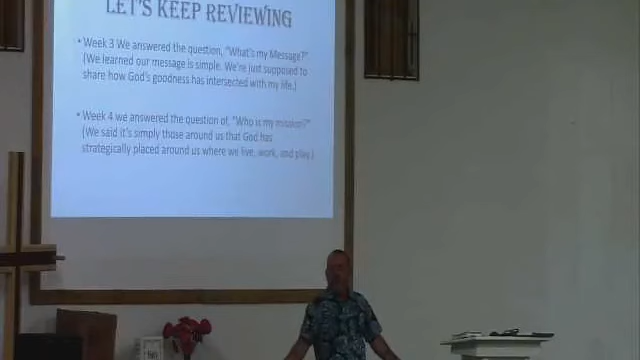 LET'S KEEP REVIEWING
• Week 3 We answered the question, "What's my Message?"
(We learned our message is simple. We're just supposed to
share how God's goodness has intersected with my life.)
• Week 4 we answered the question of, "Who is my mission?"
(We said it's simply those around us that God has
strategically placed around us where we live, work, and play.)